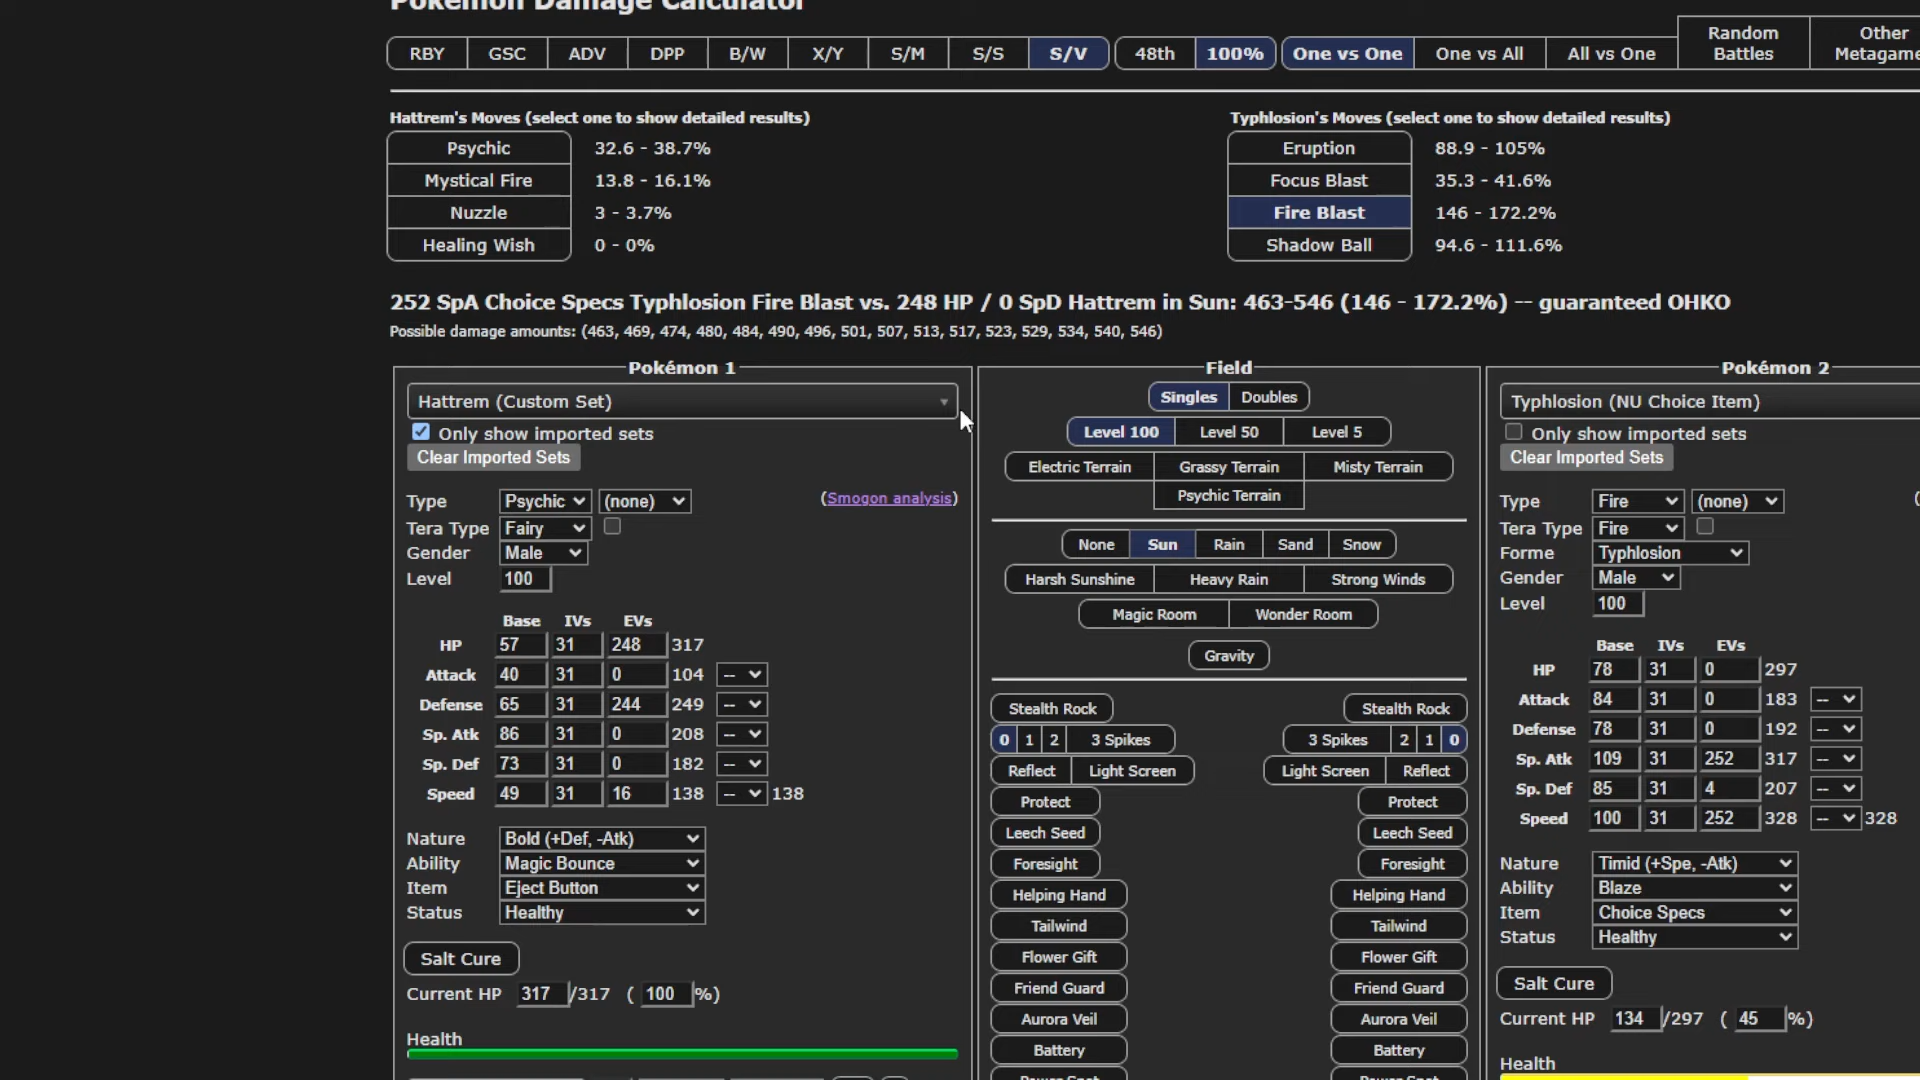 Pokémon Damage Calculator
RBY GSC ADV DPP B/W X/Y S/M S/S S/V 48th 100% One vs One One vs All All vs One Random Battles Other
Hattrem's Moves (select one to show detailed results) Typhlosion's Moves (select one to show detailed results)
Psychic 32.6 - 38.7% Eruption 88.9 - 105%
Mystical Fire 13.8 - 16.1% Focus Blast 35.3 - 41.6%
Nuzzle 3 - 3.7% Fire Blast 146 - 172.2%
Healing Wish 0 - 0% Shadow Ball 94.6 - 111.6%
252 SpA Choice Specs Typhlosion Fire Blast vs. 248 HP / 0 SpD Hattrem in Sun: 463-546 (146 - 172.2%) -- guaranteed OHKO
Possible damage amounts: (463, 469, 474, 480, 484, 490, 496, 501, 507, 513, 517, 523, 529, 534, 540, 546)
Pokémon 1
Hattrem (Custom Set)
Only show imported sets
Clear Imported Sets
Type Psychic (none) (Smogon analysis)
Tera Type Fairy
Gender Male
Level 100
Base IVs EVs
HP 57 31 248 317
Attack 40 31 0 104 --
Defense 65 31 244 249 --
Sp. Atk 86 31 0 208 --
Sp. Def 73 31 0 182 --
Speed 49 31 16 138 -- 138
Nature Bold (+Def, -Atk)
Ability Magic Bounce
Item Eject Button
Status Healthy
Salt Cure
Current HP 317 /317 ( 100 %)
Health
Field
Singles Doubles
Level 100 Level 50 Level 5
Electric Terrain Grassy Terrain Misty Terrain
Psychic Terrain
None Sun Rain Sand Snow
Harsh Sunshine Heavy Rain Strong Winds
Magic Room Wonder Room
Gravity
Stealth Rock Stealth Rock
0 1 2 3 Spikes 3 Spikes 2 1 0
Reflect Light Screen Light Screen Reflect
Protect Protect
Leech Seed Leech Seed
Foresight Foresight
Helping Hand Helping Hand
Tailwind Tailwind
Flower Gift Flower Gift
Friend Guard Friend Guard
Aurora Veil Aurora Veil
Battery Battery
Power Spot Power Spot
Pokémon 2
Typhlosion (NU Choice Item)
Only show imported sets
Clear Imported Sets
Type Fire (none) (
Tera Type Fire
Forme Typhlosion
Gender Male
Level 100
Base IVs EVs
HP 78 31 0 297
Attack 84 31 0 183 --
Defense 78 31 0 192 --
Sp. Atk 109 31 252 317 --
Sp. Def 85 31 4 207 --
Speed 100 31 252 328 -- 328
Nature Timid (+Spe, -Atk)
Ability Blaze
Item Choice Specs
Status Healthy
Salt Cure
Current HP 134 /297 ( 45 %)
Health